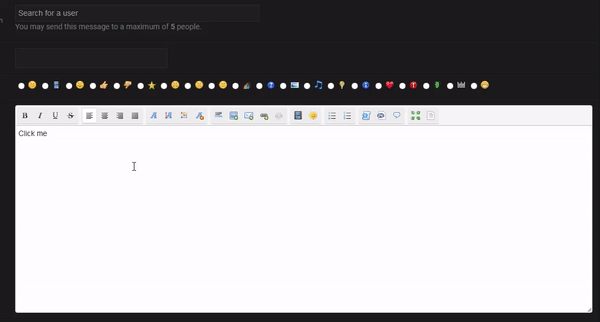 Search for a user
You may send this message to a maximum of 5 people.
B I U S
Click me